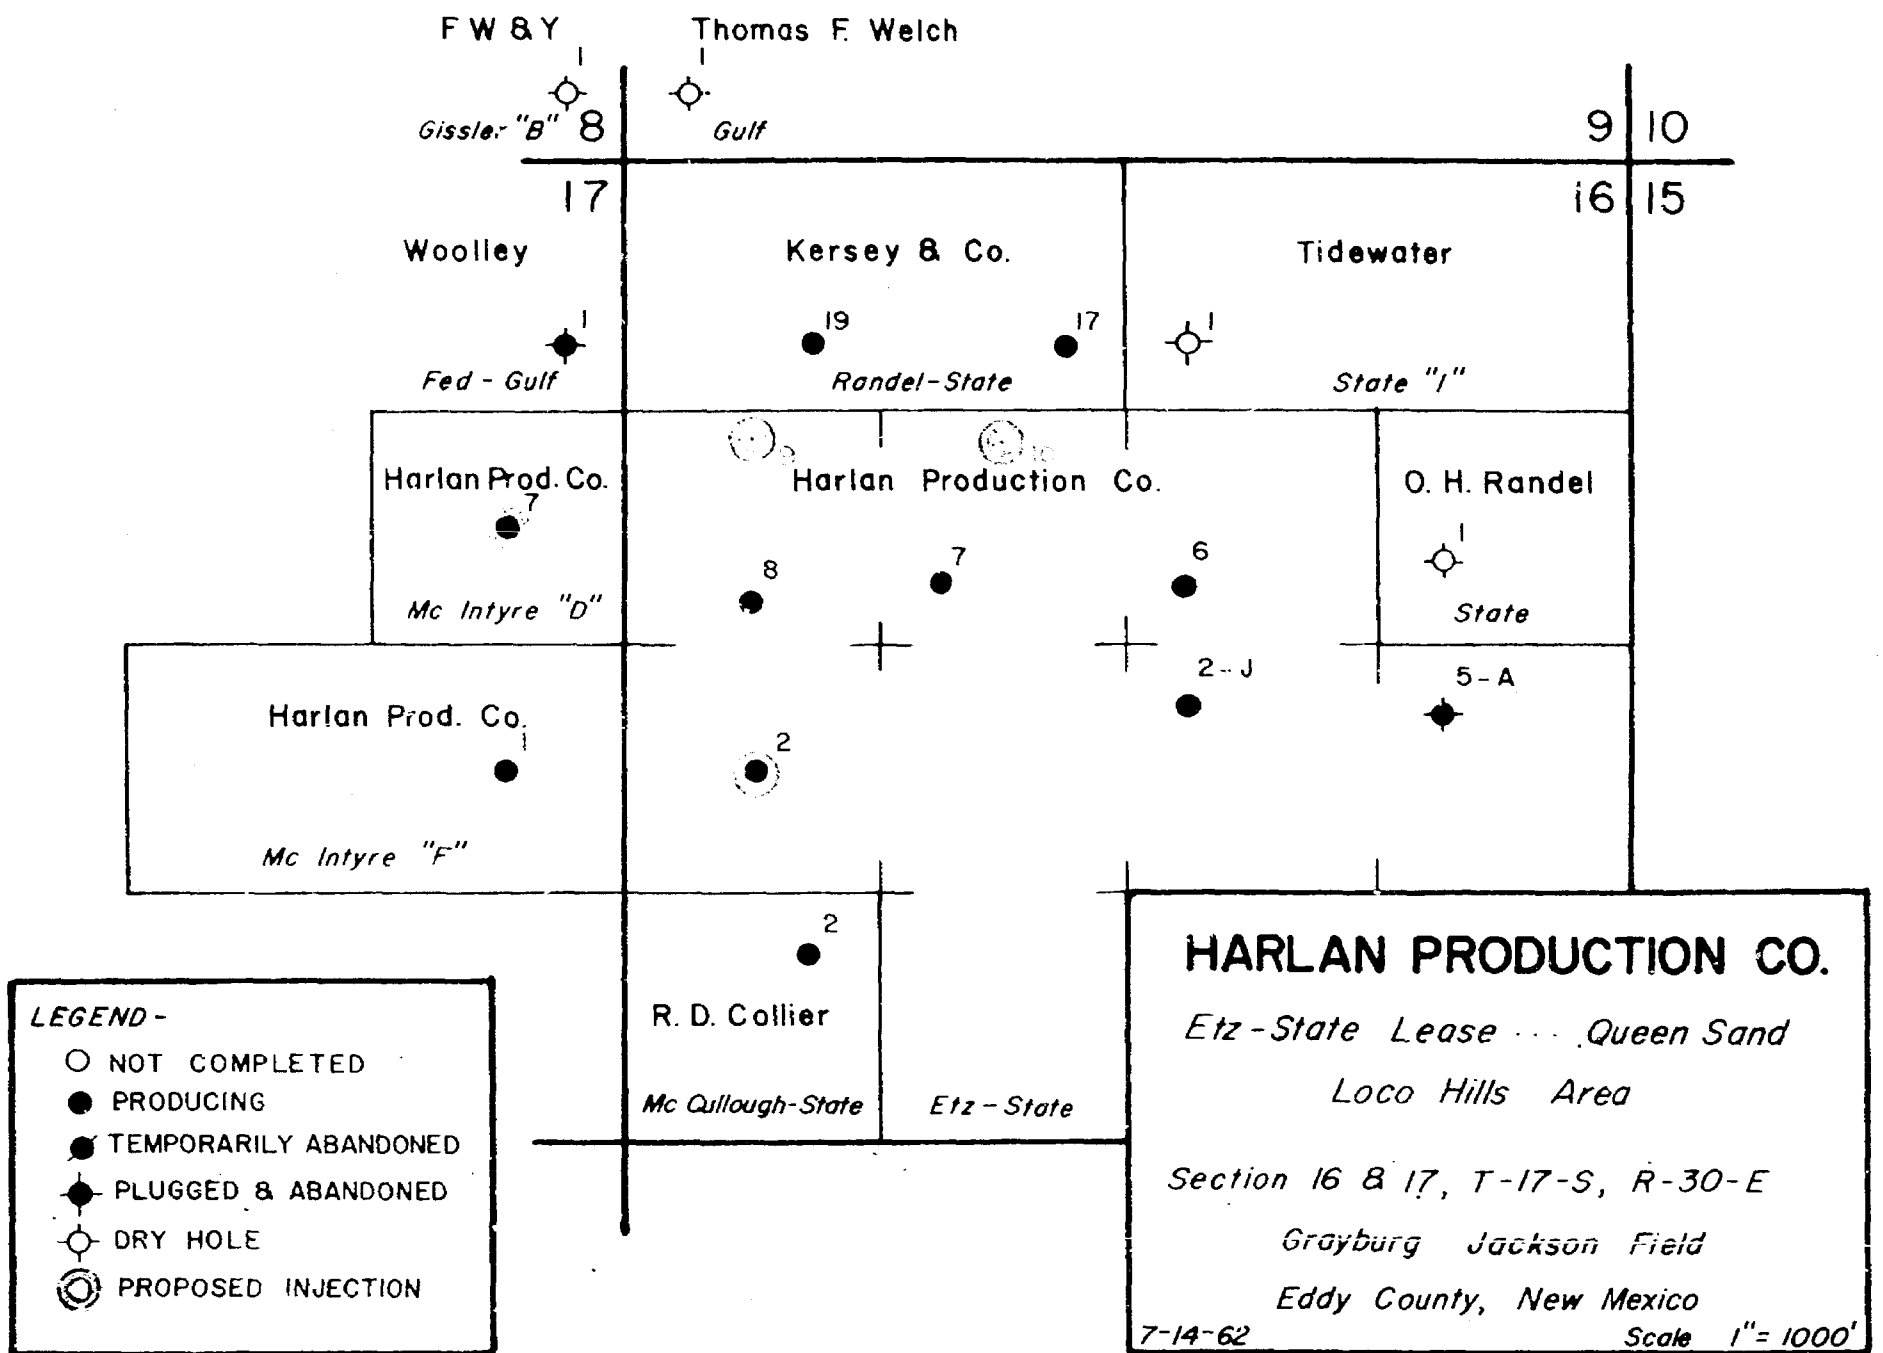 F W & Y
Thomas F. Welch
1
1
Gissler "B"
8
Gulf
9
10
17
16
15
Woolley
Kersey & Co.
Tidewater
1
19
17
1
Fed - Gulf
Randel-State
State "I"
9
10
Harlan Prod. Co.
Harlan Production Co.
O. H. Randel
7
8
7
6
1
Mc Intyre "D"
State
2-J
5-A
Harlan Prod. Co.
1
2
Mc Intyre "F"
2
R. D. Collier
Mc Cullough-State
Etz-State
LEGEND -
NOT COMPLETED
PRODUCING
TEMPORARILY ABANDONED
PLUGGED & ABANDONED
DRY HOLE
PROPOSED INJECTION
HARLAN PRODUCTION CO.
Etz-State Lease ···· Queen Sand
Loco Hills Area
Section 16 & 17, T-17-S, R-30-E
Grayburg Jackson Field
Eddy County, New Mexico
7-14-62
Scale 1"= 1000'